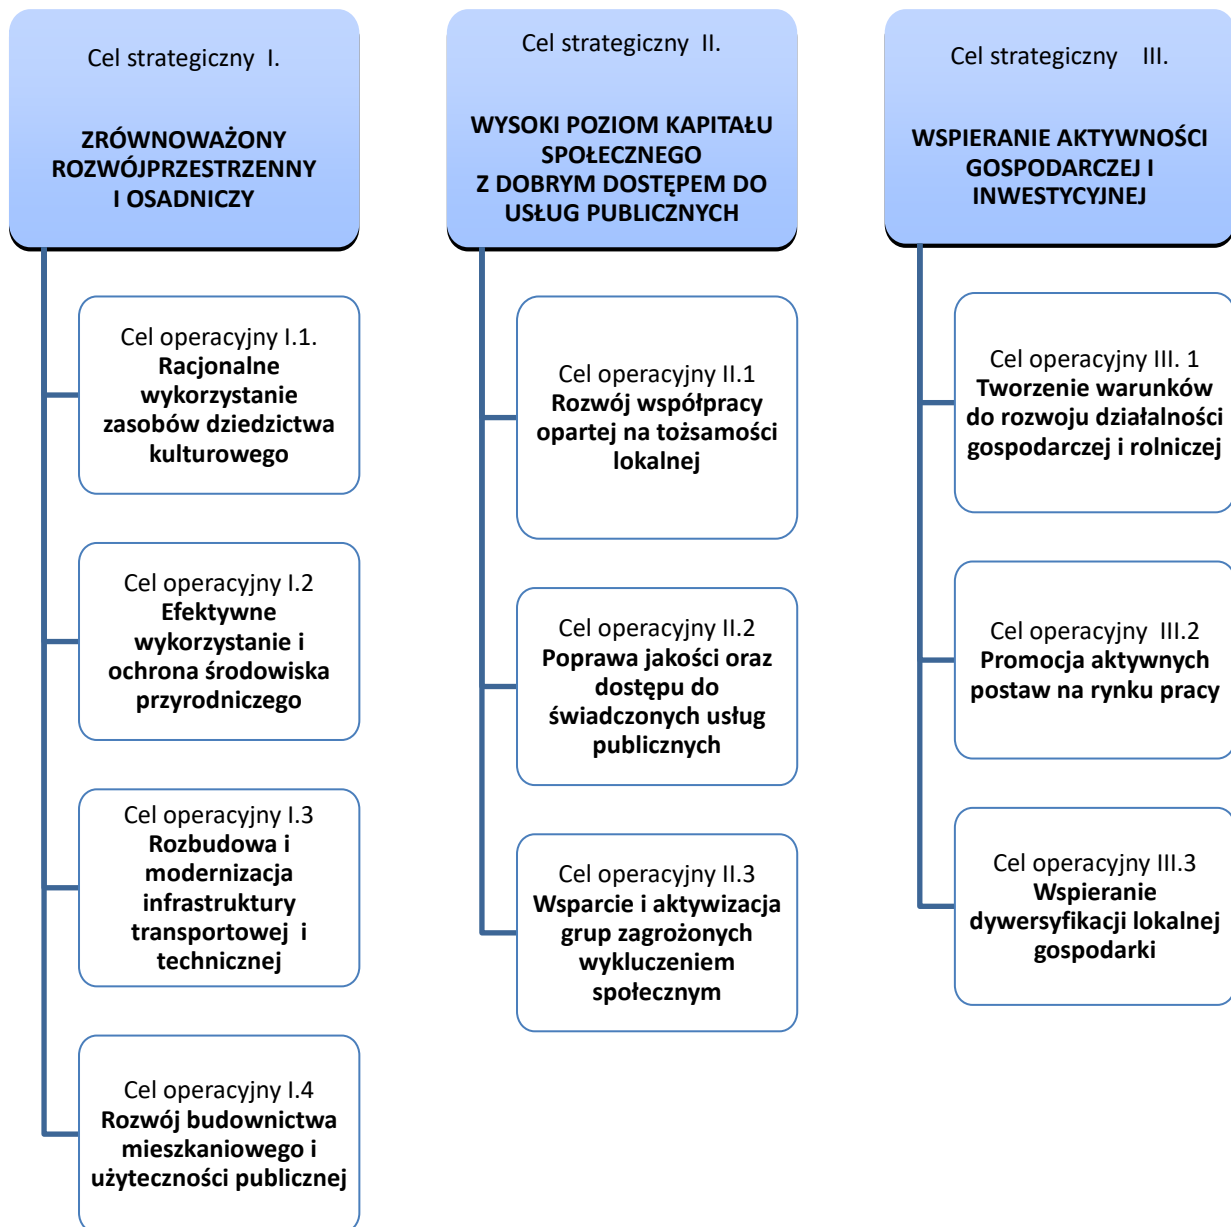 Cel strategiczny I.
ZRÓWNOWAŻONY
ROZWÓJPRZESTRZENNY
I OSADNICZY
Cel operacyjny I.1.
Racjonalne
wykorzystanie
zasobów dziedzictwa
kulturowego
Cel operacyjny I.2
Efektywne
wykorzystanie i
ochrona środowiska
przyrodniczego
Cel operacyjny I.3
Rozbudowa i
modernizacja
infrastruktury
transportowej i
technicznej
Cel operacyjny I.4
Rozwój budownictwa
mieszkaniowego i
użyteczności publicznej
Cel strategiczny II.
WYSOKI POZIOM KAPITAŁU
SPOŁECZNEGO
Z DOBRYM DOSTĘPEM DO
USŁUG PUBLICZNYCH
Cel operacyjny II.1
Rozwój współpracy
opartej na tożsamości
lokalnej
Cel operacyjny II.2
Poprawa jakości oraz
dostępu do
świadczonych usług
publicznych
Cel operacyjny II.3
Wsparcie i aktywizacja
grup zagrożonych
wykluczeniem
społecznym
Cel strategiczny III.
WSPIERANIE AKTYWNOŚCI
GOSPODARCZEJ I
INWESTYCYJNEJ
Cel operacyjny III. 1
Tworzenie warunków
do rozwoju działalności
gospodarczej i rolniczej
Cel operacyjny III.2
Promocja aktywnych
postaw na rynku pracy
Cel operacyjny III.3
Wspieranie
dywersyfikacji lokalnej
gospodarki